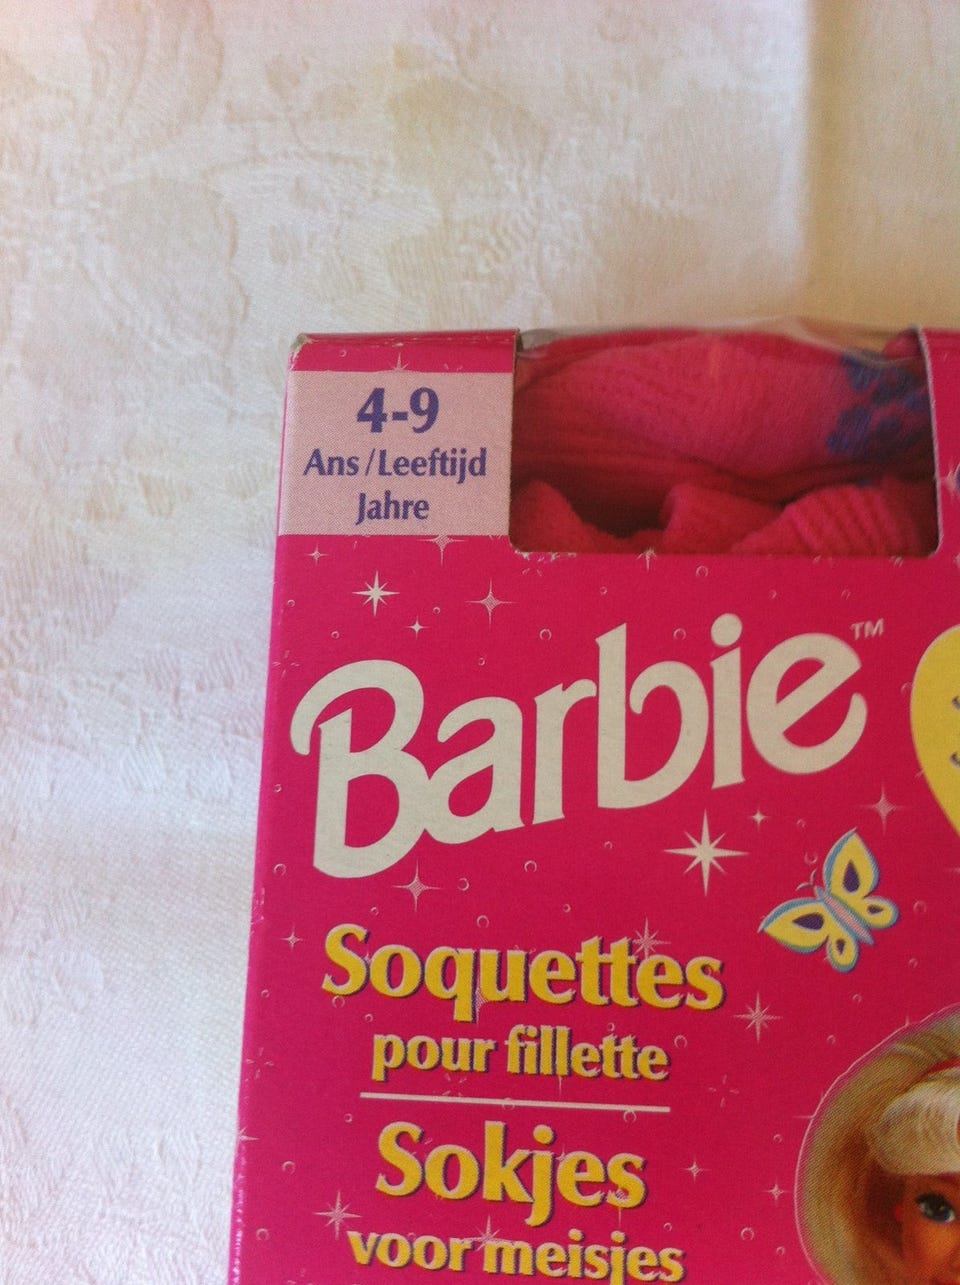 4-9
Ans/Leeftijd
Jahre
Barbie™
Soquettes
pour fillette
Sokjes
voor meisjes